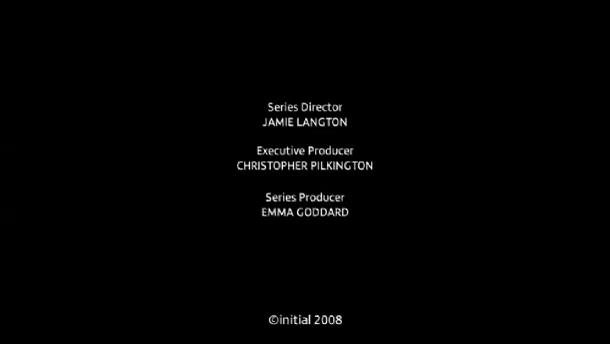 Series Director
JAMIE LANGTON
Executive Producer
CHRISTOPHER PILKINGTON
Series Producer
EMMA GODDARD
©initial 2008